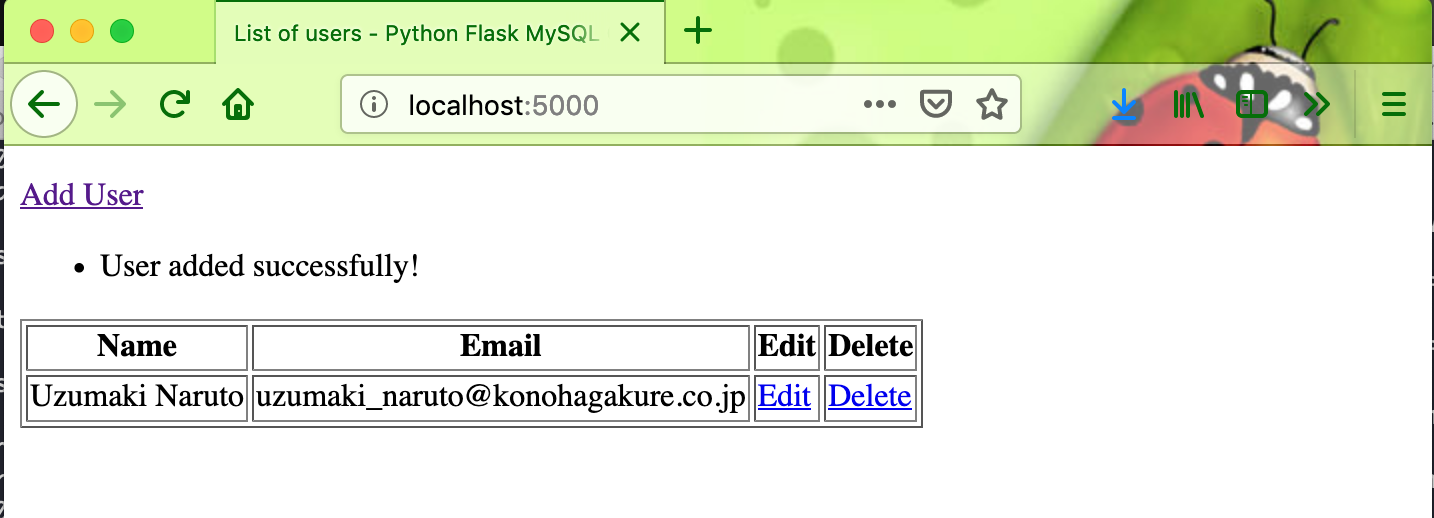 List of users - Python Flask MySQL
localhost:5000
Add User
• User added successfully!
Name Email Edit Delete
Uzumaki Naruto uzumaki_naruto@konohagakure.co.jp Edit Delete